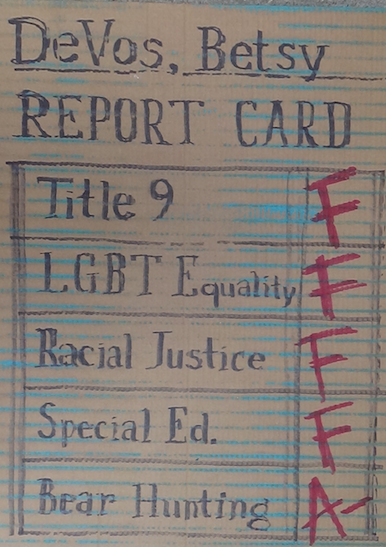 DeVos, Betsy
REPORT CARD
Title 9 F
LGBT Equality F
Racial Justice F
Special Ed. F
Bear Hunting A-